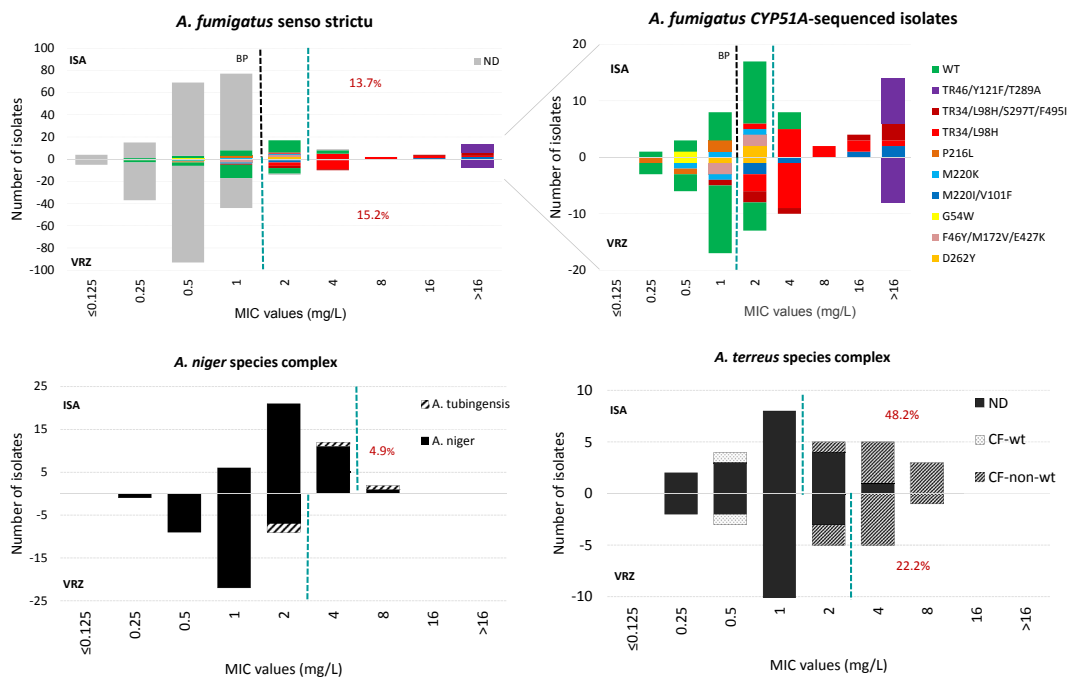 A. fumigatus senso strictu
Number of isolates
100
80
60
40
20
0
-20
-40
-60
-80
-100
ISA
VRZ
BP
ND
13.7%
15.2%
≤0.125
0.25
0.5
1
2
4
8
16
>16
MIC values (mg/L)
A. fumigatus CYP51A-sequenced isolates
Number of isolates
20
10
0
-10
-20
ISA
VRZ
BP
WT
TR46/Y121F/T289A
TR34/L98H/S297T/F495I
TR34/L98H
P216L
M220K
M220I/V101F
G54W
F46Y/M172V/E427K
D262Y
≤0.125
0.25
0.5
1
2
4
8
16
>16
MIC values (mg/L)
A. niger species complex
Number of isolates
25
15
5
-5
-15
-25
ISA
VRZ
A. tubingensis
A. niger
4.9%
≤0.125
0.25
0.5
1
2
4
8
16
>16
MIC values (mg/L)
A. terreus species complex
Number of isolates
10
5
0
-5
-10
ISA
VRZ
48.2%
22.2%
ND
CF-wt
CF-non-wt
≤0.125
0.25
0.5
1
2
4
8
16
>16
MIC values (mg/L)